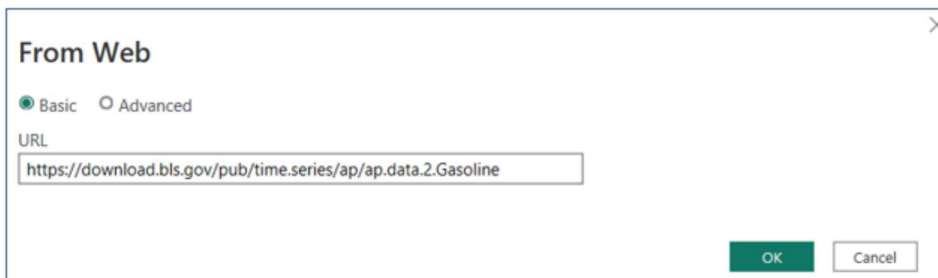 From Web
Basic Advanced
URL
https://download.bls.gov/pub/time.series/ap/ap.data.2.Gasoline
OK Cancel